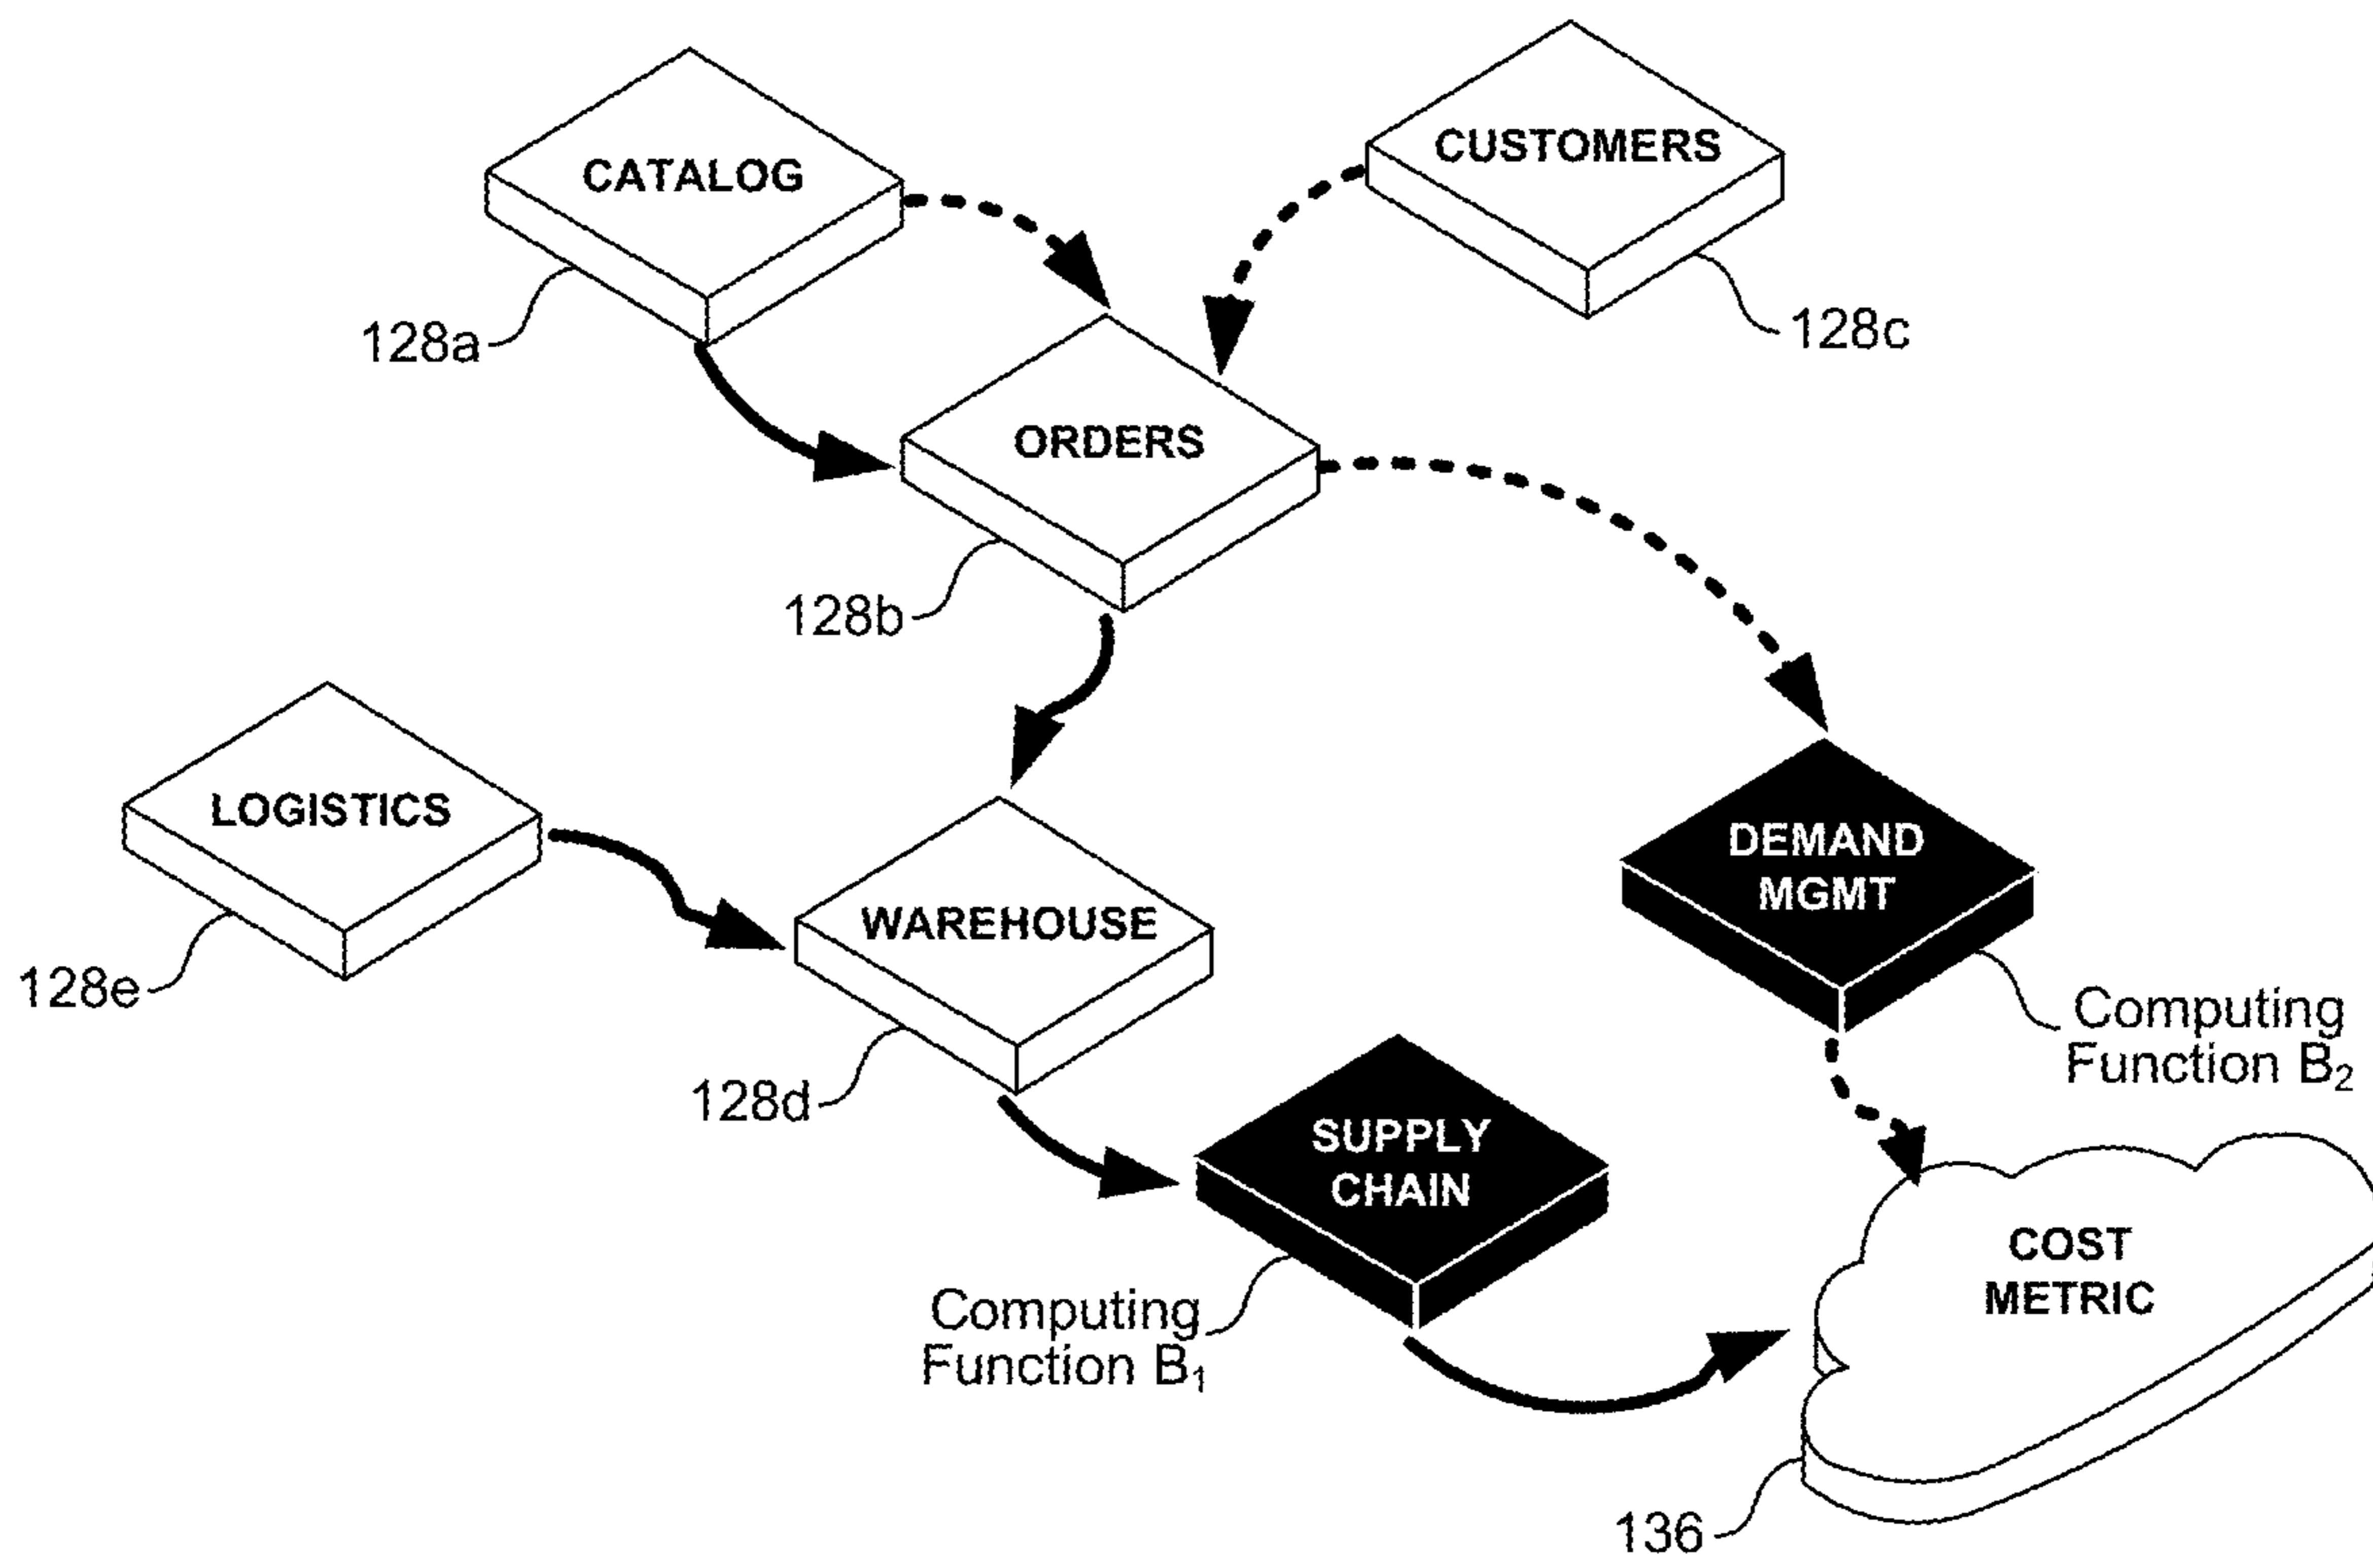 CATALOG
CUSTOMERS
128a
128c
ORDERS
128b
LOGISTICS
DEMAND
MGMT
WAREHOUSE
128e
Computing
Function B₂
128d
SUPPLY
CHAIN
COST
METRIC
Computing
Function B₁
136